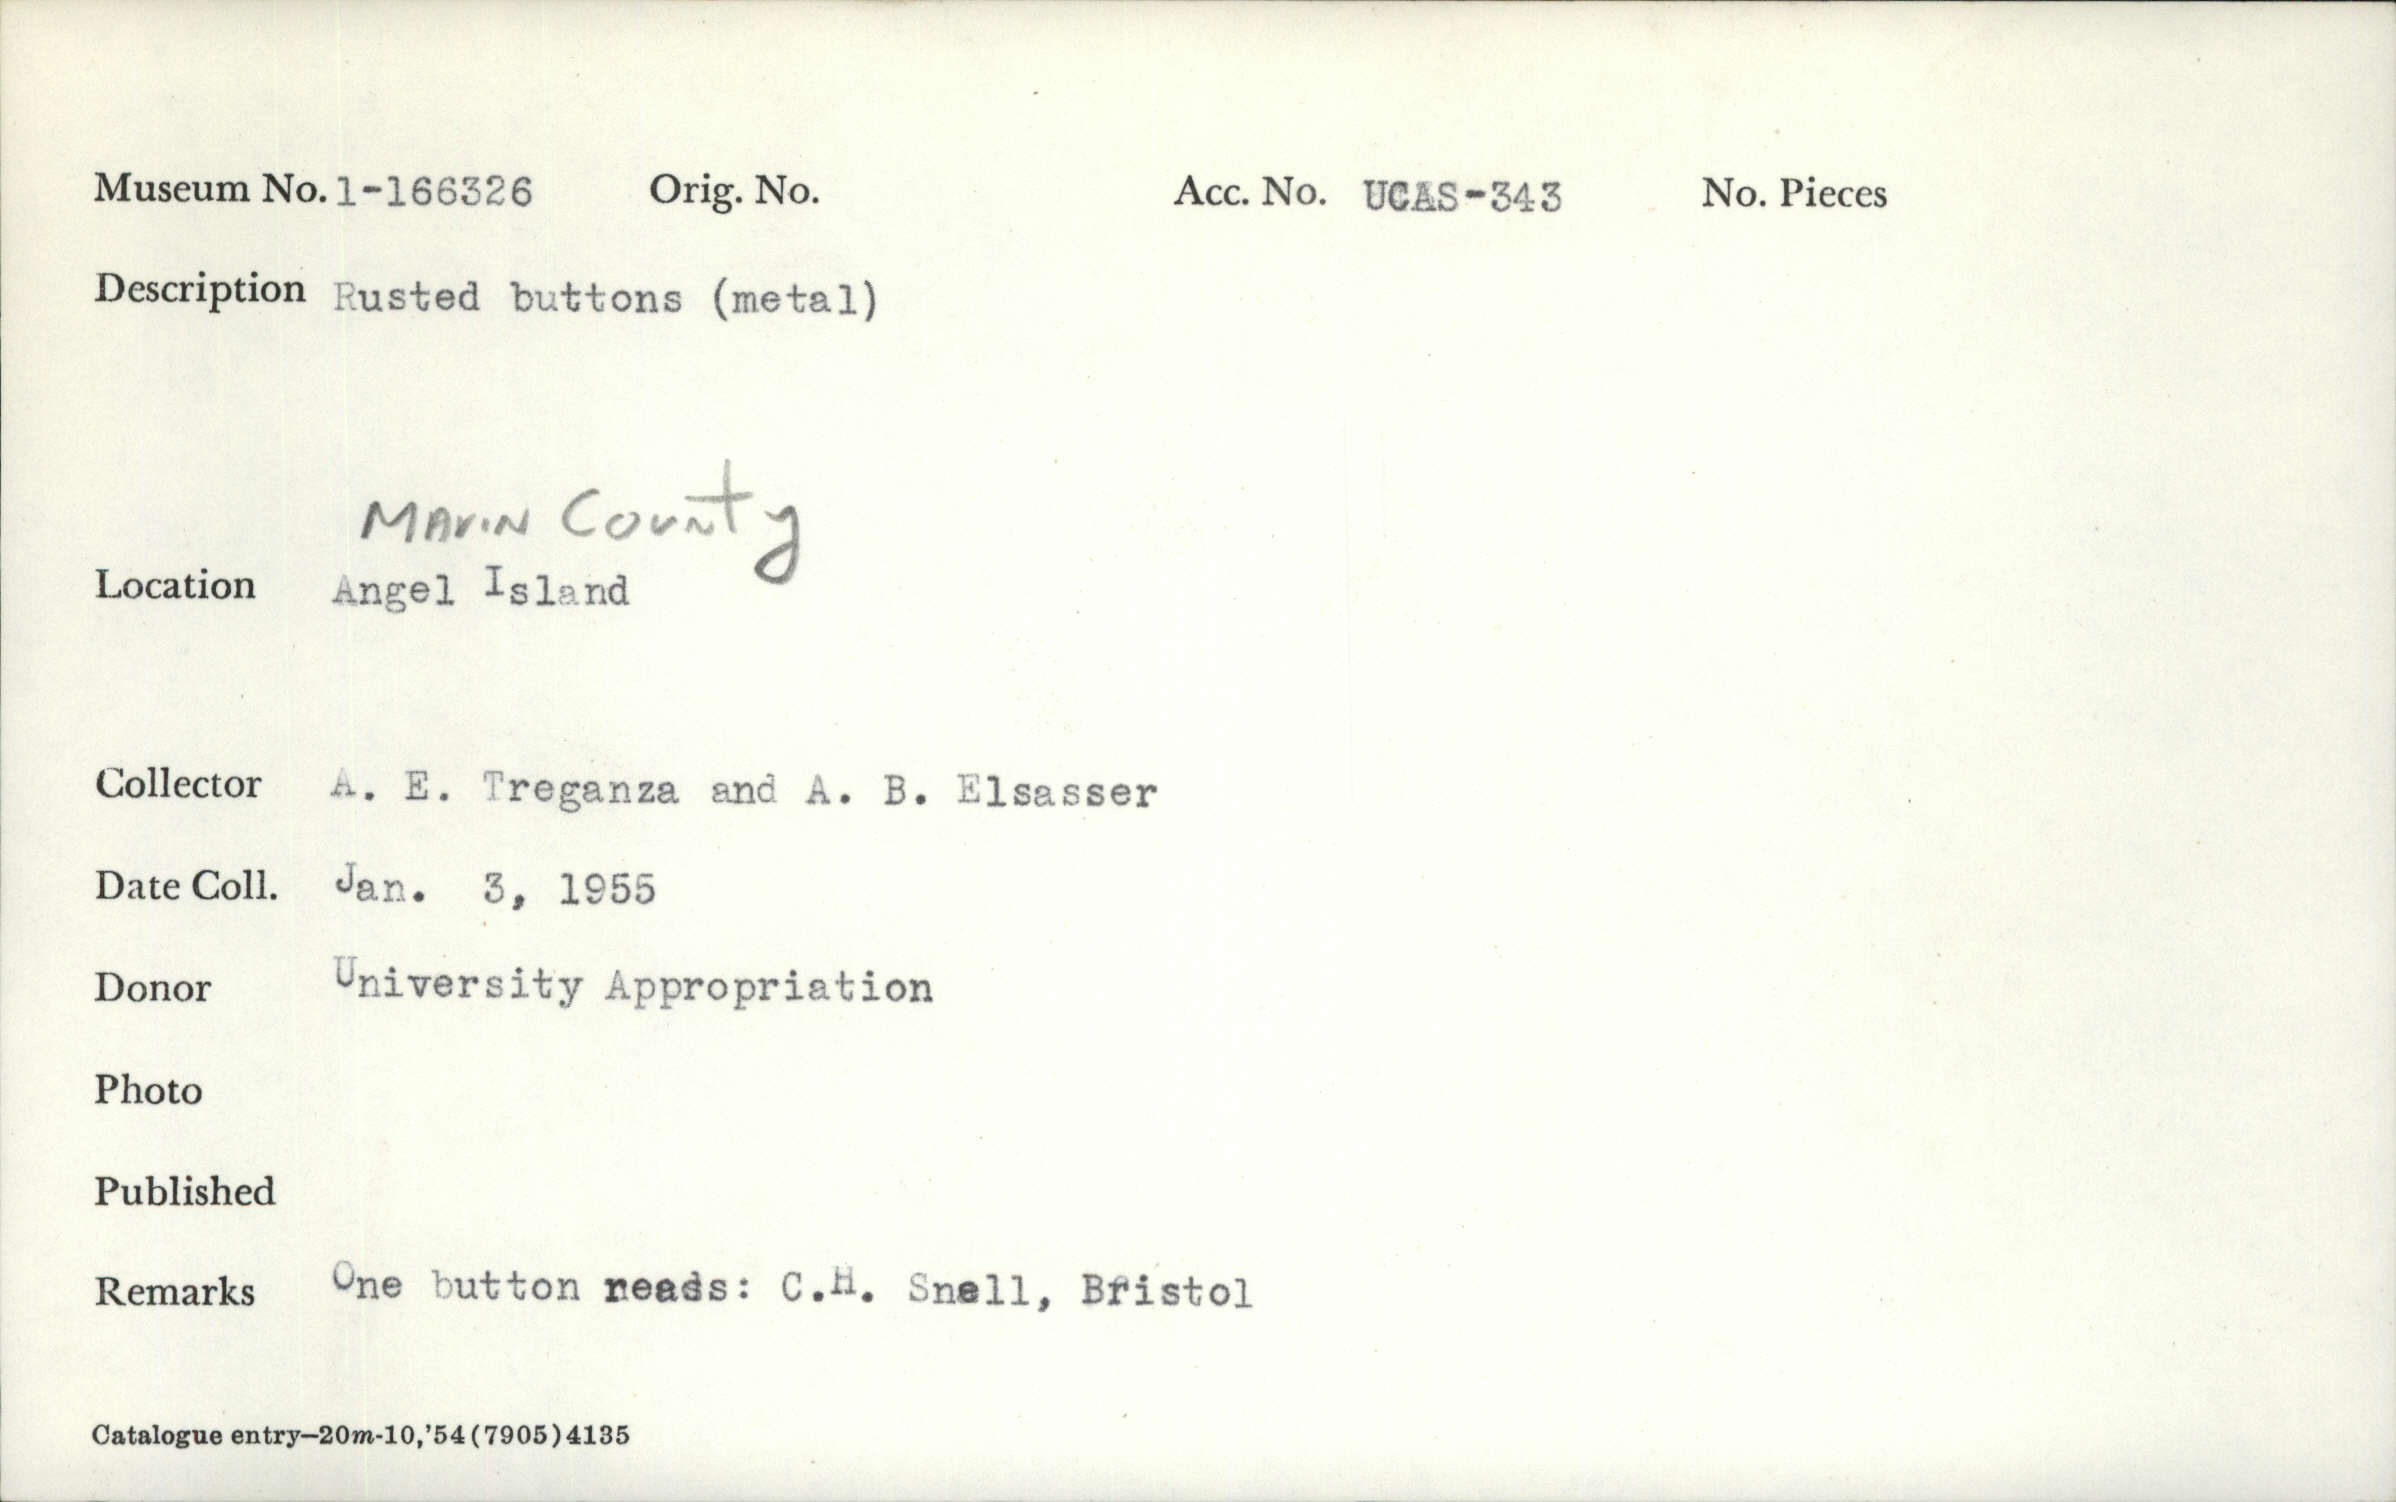 Museum No. 1-166326 Orig. No. Acc. No. UCAS-343 No. Pieces
Description Rusted buttons (metal)
Marin County
Location Angel Island
Collector A. E. Treganza and A. B. Elsasser
Date Coll. Jan. 3, 1955
Donor University Appropriation
Photo
Published
Remarks One button reads: C.H. Snell, Bristol
Catalogue entry—20m-10,'54(7905)4135